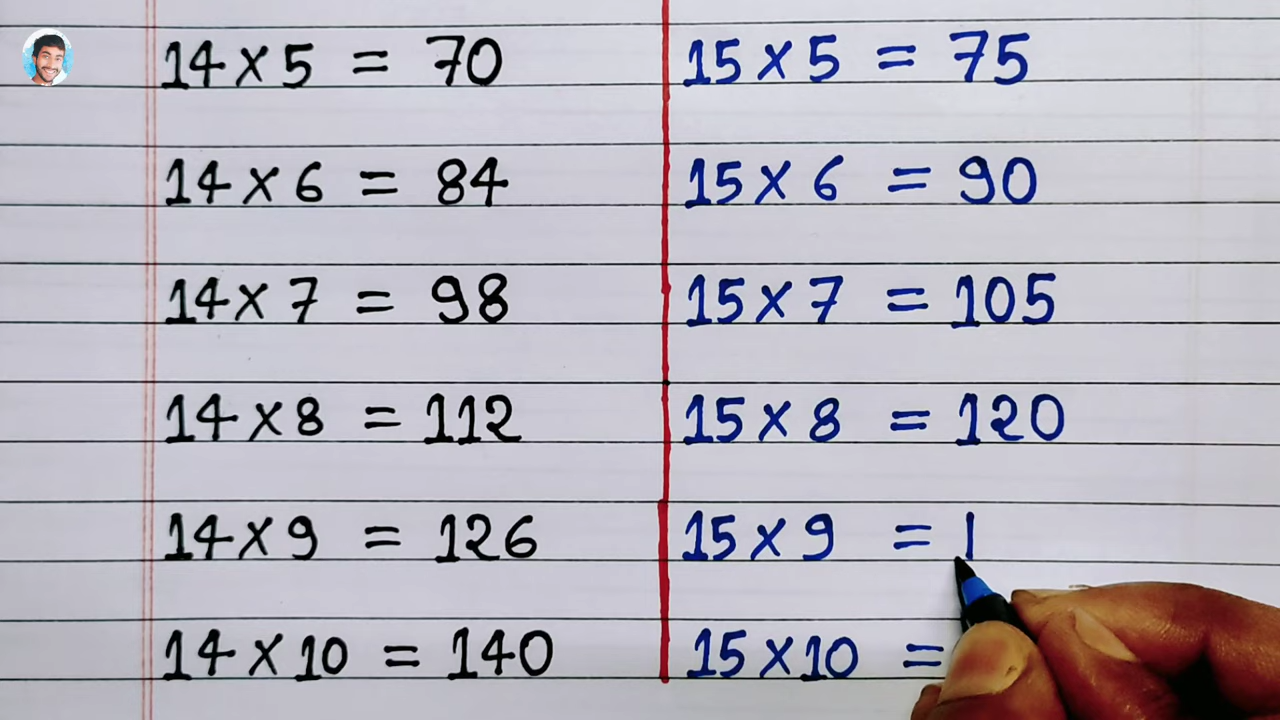 14 × 5 = 70
14 × 6 = 84
14 × 7 = 98
14 × 8 = 112
14 × 9 = 126
14 × 10 = 140
15 × 5 = 75
15 × 6 = 90
15 × 7 = 105
15 × 8 = 120
15 × 9 = 1
15 × 10 =